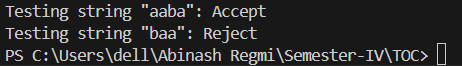 Testing string "aaba": Accept
Testing string "baa": Reject
PS C:\Users\dell\Abinash Regmi\Semester-IV\TOC>